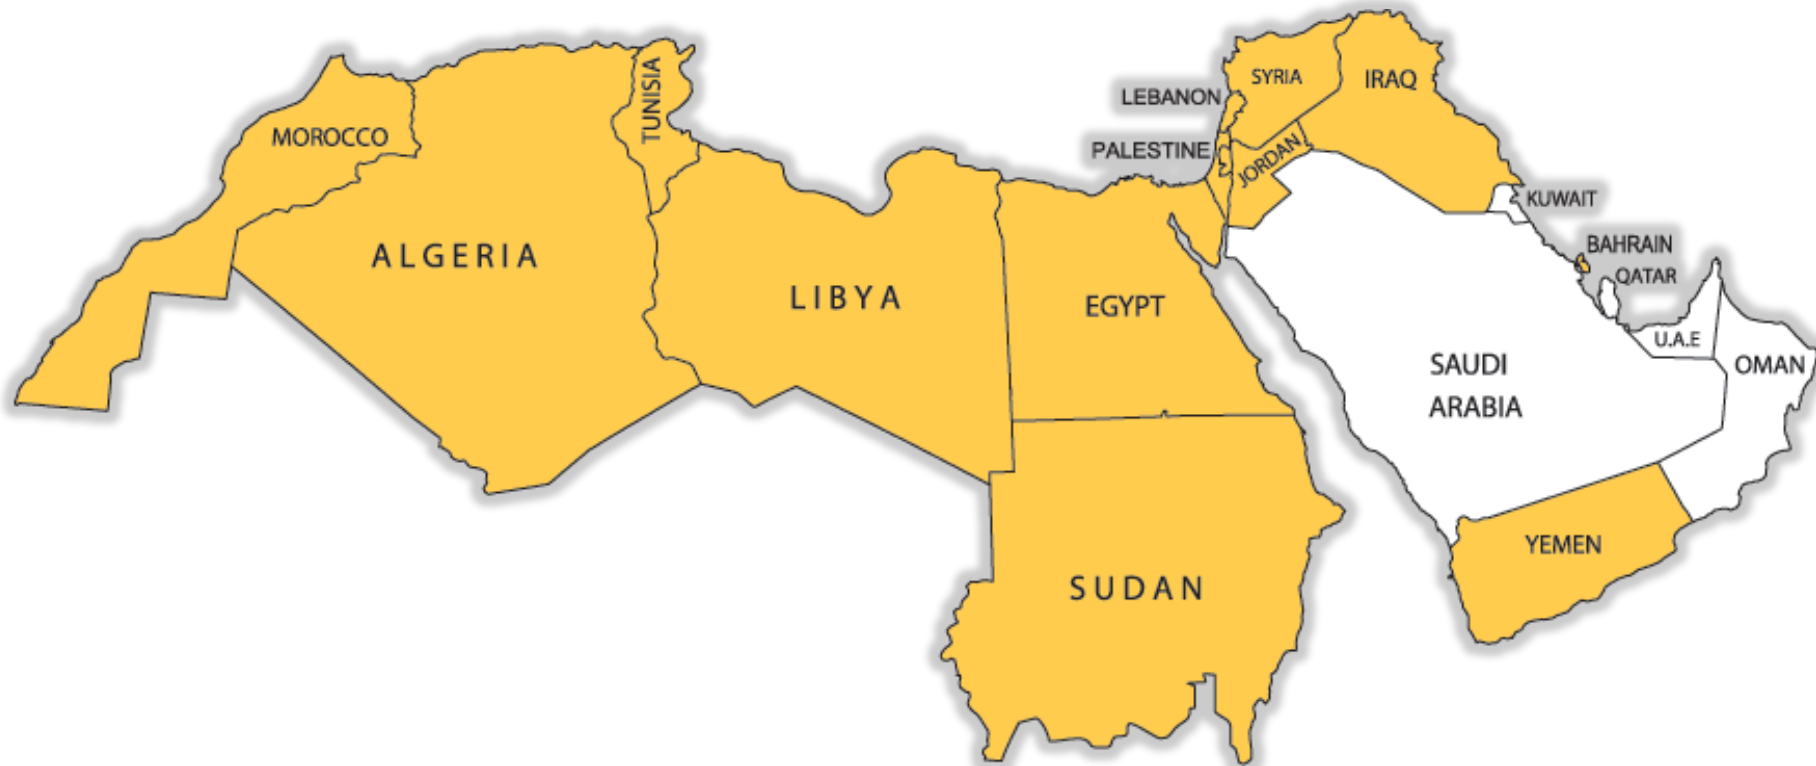 MOROCCO
ALGERIA
TUNISIA
LIBYA
EGYPT
SUDAN
LEBANON
PALESTINE
SYRIA
JORDAN
IRAQ
KUWAIT
BAHRAIN
QATAR
U.A.E
OMAN
SAUDI
ARABIA
YEMEN